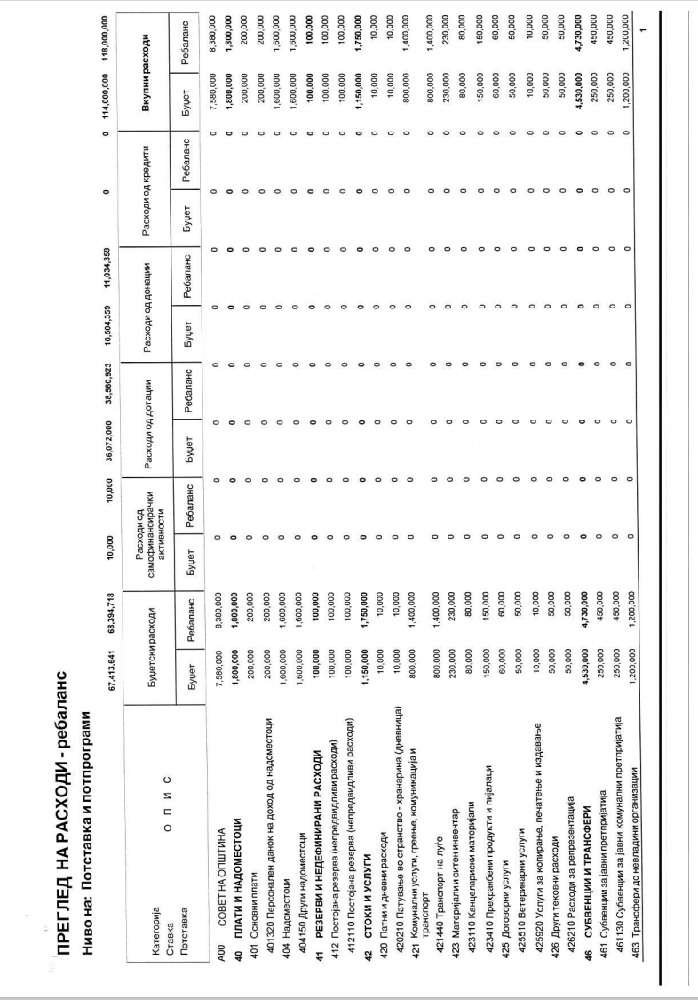 ПРЕГЛЕД НА РАСХОДИ - ребаланс
Ниво на: Потставка и потпрограми
67,413,641 68,394,718 10,000 10,000 36,072,000 38,560,923 10,504,359 11,034,359 0 0 114,000,000 118,000,000
Категорија
Ставка
Потставка
О П И С
Буџетски расходи
Расходи од самофинансирачки активности
Расходи од дотации
Расходи од донации
Расходи од кредити
Вкупни расходи
Буџет Ребаланс Буџет Ребаланс Буџет Ребаланс Буџет Ребаланс Буџет Ребаланс Буџет Ребаланс
А00 СОВЕТ НА ОПШТИНА 7,580,000 8,380,000 0 0 0 0 0 0 0 0 7,580,000 8,380,000
40 ПЛАТИ И НАДОМЕСТОЦИ 1,800,000 1,800,000 0 0 0 0 0 0 0 0 1,800,000 1,800,000
401 Основни плати 200,000 200,000 0 0 0 0 0 0 0 0 200,000 200,000
401320 Персонален данок на доход од надоместоци 200,000 200,000 0 0 0 0 0 0 0 0 200,000 200,000
404 Надоместоци 1,600,000 1,600,000 0 0 0 0 0 0 0 0 1,600,000 1,600,000
404150 Други надоместоци 1,600,000 1,600,000 0 0 0 0 0 0 0 0 1,600,000 1,600,000
41 РЕЗЕРВИ И НЕДЕФИНИРАНИ РАСХОДИ 100,000 100,000 0 0 0 0 0 0 0 0 100,000 100,000
412 Постојана резерва (непредвидливи расходи) 100,000 100,000 0 0 0 0 0 0 0 0 100,000 100,000
412110 Постојана резерва (непредвидливи расходи) 100,000 100,000 0 0 0 0 0 0 0 0 100,000 100,000
42 СТОКИ И УСЛУГИ 1,150,000 1,750,000 0 0 0 0 0 0 0 0 1,150,000 1,750,000
420 Патни и дневни расходи 10,000 10,000 0 0 0 0 0 0 0 0 10,000 10,000
420210 Патување во странство - хранарина (дневница) 10,000 10,000 0 0 0 0 0 0 0 0 10,000 10,000
421 Комунални услуги, греење, комуникација и 800,000 1,400,000 0 0 0 0 0 0 0 0 800,000 1,400,000
транспорт
421440 Транспорт на луѓе 800,000 1,400,000 0 0 0 0 0 0 0 0 800,000 1,400,000
423 Материјали и ситен инвентар 230,000 230,000 0 0 0 0 0 0 0 0 230,000 230,000
423110 Канцелариски материјали 80,000 80,000 0 0 0 0 0 0 0 0 80,000 80,000
423410 Прехранбени продукти и пијалаци 150,000 150,000 0 0 0 0 0 0 0 0 150,000 150,000
425 Договорни услуги 60,000 60,000 0 0 0 0 0 0 0 0 60,000 60,000
425510 Ветеринарни услуги 50,000 50,000 0 0 0 0 0 0 0 0 50,000 50,000
425920 Услуги за копирање, печатење и издавање 10,000 10,000 0 0 0 0 0 0 0 0 10,000 10,000
426 Други тековни расходи 50,000 50,000 0 0 0 0 0 0 0 0 50,000 50,000
426210 Расходи за репрезентација 50,000 50,000 0 0 0 0 0 0 0 0 50,000 50,000
46 СУБВЕНЦИИ И ТРАНСФЕРИ 4,530,000 4,730,000 0 0 0 0 0 0 0 0 4,530,000 4,730,000
461 Субвенции за јавни претпријатија 250,000 450,000 0 0 0 0 0 0 0 0 250,000 450,000
461130 Субвенции за јавни комунални претпријатија 250,000 450,000 0 0 0 0 0 0 0 0 250,000 450,000
463 Трансфери до невладини организации 1,200,000 1,200,000 0 0 0 0 0 0 0 0 1,200,000 1,200,000
1